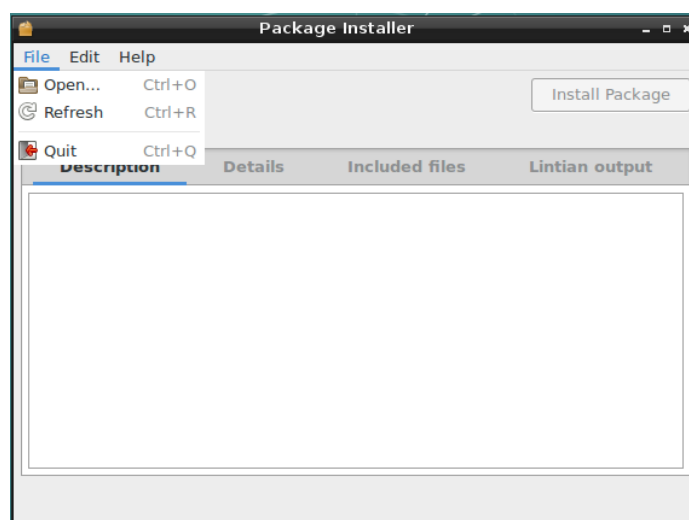 Package Installer
File Edit Help
Open... Ctrl+O
Refresh Ctrl+R
Install Package
Quit Ctrl+Q
Description Details Included files Lintian output